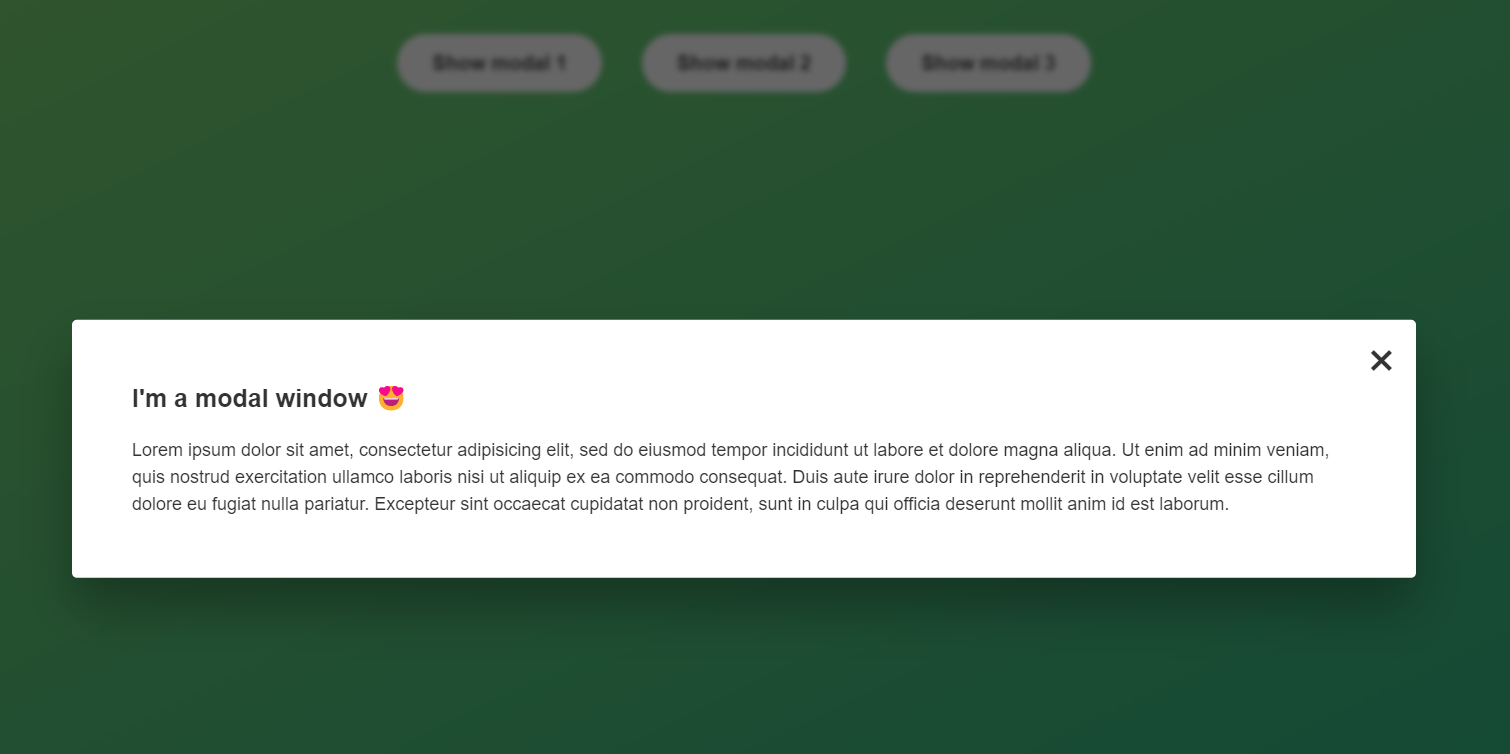 Show modal 1 Show modal 2 Show modal 3
×
I'm a modal window 😍
Lorem ipsum dolor sit amet, consectetur adipisicing elit, sed do eiusmod tempor incididunt ut labore et dolore magna aliqua. Ut enim ad minim veniam,
quis nostrud exercitation ullamco laboris nisi ut aliquip ex ea commodo consequat. Duis aute irure dolor in reprehenderit in voluptate velit esse cillum
dolore eu fugiat nulla pariatur. Excepteur sint occaecat cupidatat non proident, sunt in culpa qui officia deserunt mollit anim id est laborum.